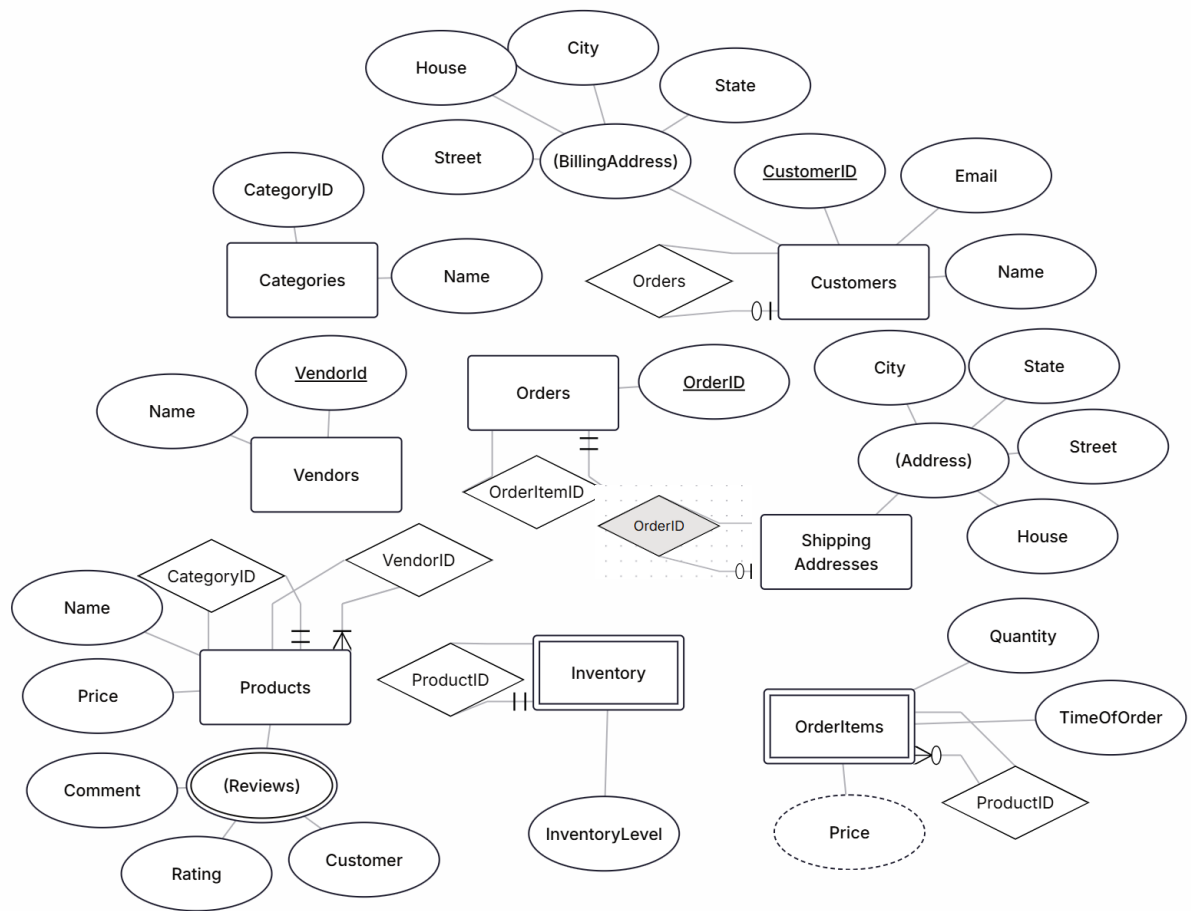 City
House
State
Street
(BillingAddress)
CustomerID
Email
CategoryID
Categories
Name
Orders
Customers
Name
VendorId
Name
Vendors
Orders
OrderID
City
State
Street
(Address)
House
OrderItemID
OrderID
Shipping
Addresses
VendorID
CategoryID
Name
Products
Price
ProductID
Inventory
Quantity
OrderItems
TimeOfOrder
Comment
(Reviews)
ProductID
InventoryLevel
Price
Customer
Rating